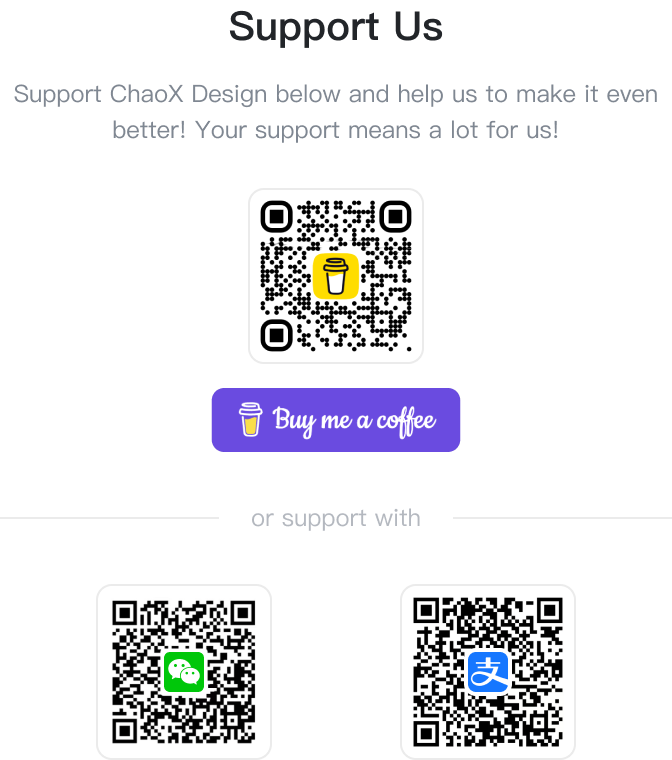 Support Us
Support ChaoX Design below and help us to make it even
better! Your support means a lot for us!
Buy me a coffee
or support with
支